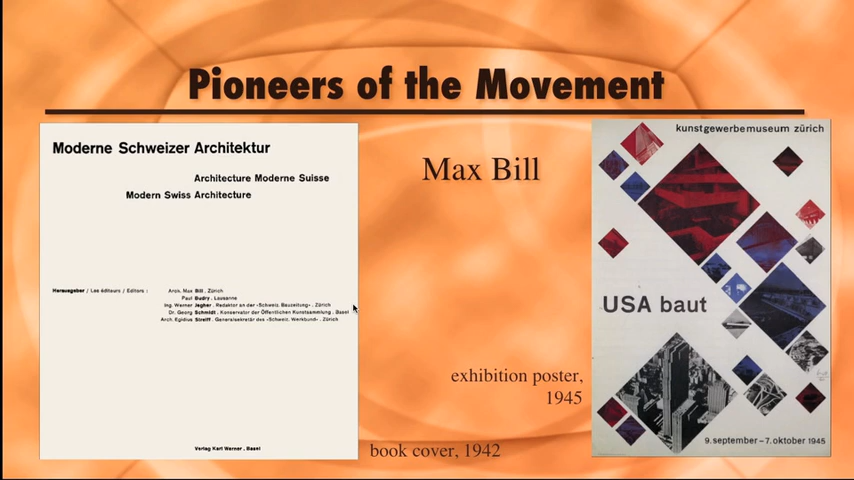 Pioneers of the Movement
Moderne Schweizer Architektur
Architecture Moderne Suisse
Modern Swiss Architecture
Herausgeber / Les éditeurs / Editors :
Arch. Max Bill . Zürich
Paul Budry . Lausanne
Ing. Werner Jegher . Redaktor an der «Schweiz. Bauzeitung» . Zürich
Dr. Georg Schmidt . Konservator der Öffentlichen Kunstsammlung . Basel
Arch. Egidius Streiff . Generalsekretär des «Schweiz. Werkbund» . Zürich
Verlag Karl Werner . Basel
Max Bill
exhibition poster,
1945
book cover, 1942
kunstgewerbemuseum zürich
USA baut
9. september – 7. oktober 1945